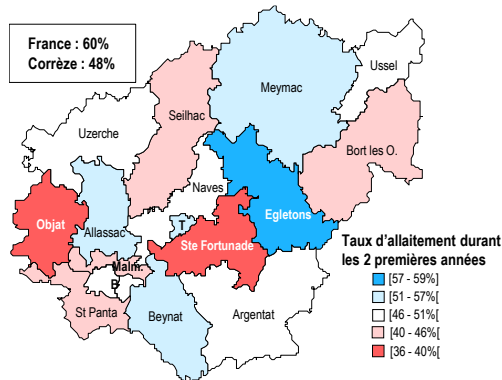 France : 60%
Corrèze : 48%
Ussel
Meymac
Seilhac
Uzerche
Bort les O.
Naves
Egletons
Objat
Allassac
T
Ste Fortunade
Malm.
B
St Panta
Beynat
Argentat
Taux d'allaitement durant
les 2 premières années
[57 - 59%]
[51 - 57%[
[46 - 51%[
[40 - 46%[
[36 - 40%[